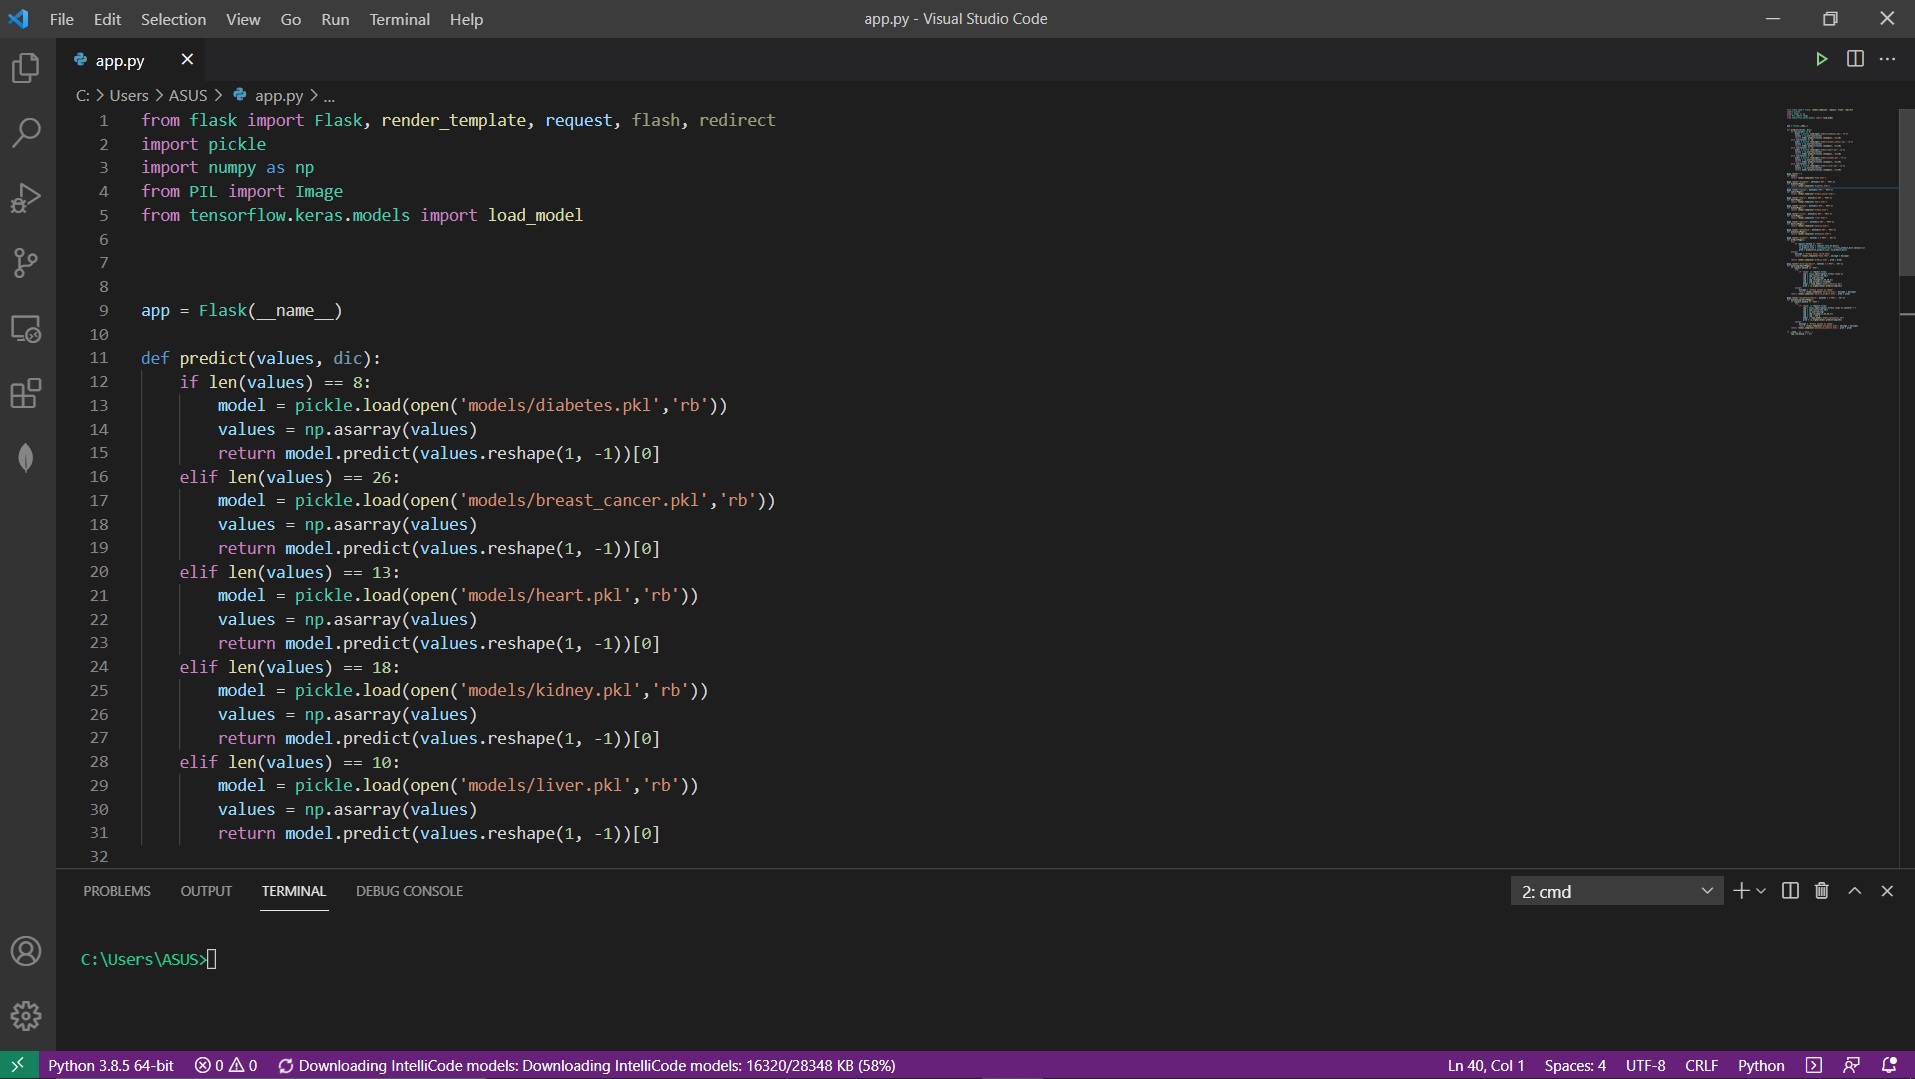 File Edit Selection View Go Run Terminal Help
app.py - Visual Studio Code
app.py
C: > Users > ASUS > app.py > ...
1 from flask import Flask, render_template, request, flash, redirect
2 import pickle
3 import numpy as np
4 from PIL import Image
5 from tensorflow.keras.models import load_model
6
7
8
9 app = Flask(__name__)
10
11 def predict(values, dic):
12     if len(values) == 8:
13         model = pickle.load(open('models/diabetes.pkl','rb'))
14         values = np.asarray(values)
15         return model.predict(values.reshape(1, -1))[0]
16     elif len(values) == 26:
17         model = pickle.load(open('models/breast_cancer.pkl','rb'))
18         values = np.asarray(values)
19         return model.predict(values.reshape(1, -1))[0]
20     elif len(values) == 13:
21         model = pickle.load(open('models/heart.pkl','rb'))
22         values = np.asarray(values)
23         return model.predict(values.reshape(1, -1))[0]
24     elif len(values) == 18:
25         model = pickle.load(open('models/kidney.pkl','rb'))
26         values = np.asarray(values)
27         return model.predict(values.reshape(1, -1))[0]
28     elif len(values) == 10:
29         model = pickle.load(open('models/liver.pkl','rb'))
30         values = np.asarray(values)
31         return model.predict(values.reshape(1, -1))[0]
32
PROBLEMS OUTPUT TERMINAL DEBUG CONSOLE
2: cmd
C:\Users\ASUS>
Python 3.8.5 64-bit 0 0 Downloading IntelliCode models: Downloading IntelliCode models: 16320/28348 KB (58%)
Ln 40, Col 1 Spaces: 4 UTF-8 CRLF Python